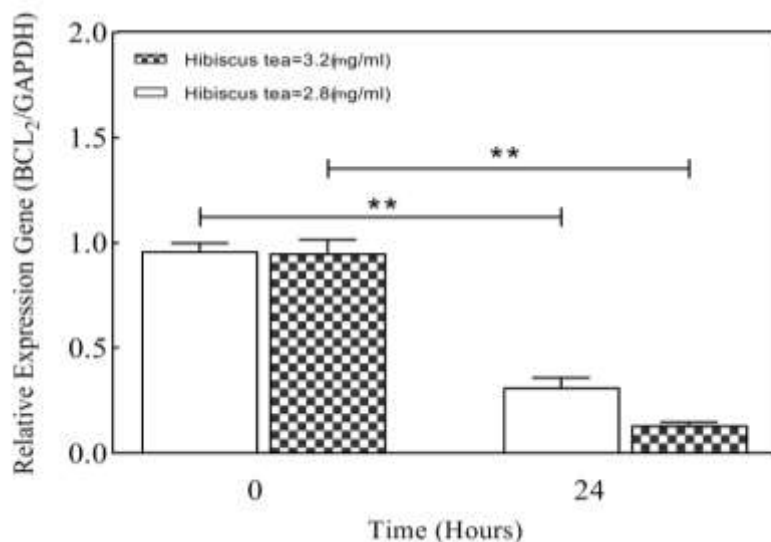 2.0
Hibiscus tea=3.2(mg/ml)
Hibiscus tea=2.8(mg/ml)
1.5
**
**
1.0
0.5
0.0
0 24
Time (Hours)
Relative Expression Gene (BCL₂/GAPDH)